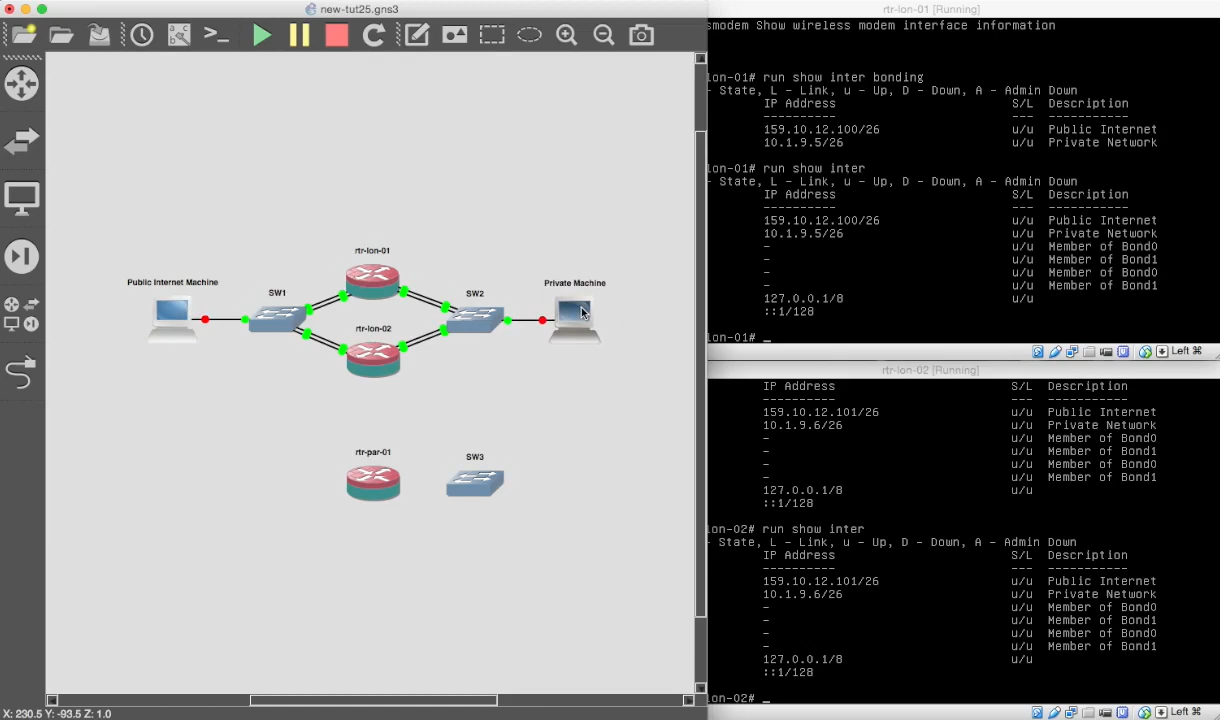 new-tut25.gns3
rtr-lon-01
Public Internet Machine
SW1
SW2
Private Machine
rtr-lon-02
rtr-par-01
SW3
X: 230.5 Y: -93.5 Z: 1.0
rtr-lon-01 [Running]
smodem Show wireless modem interface information
lon-01# run show inter bonding
- State, L - Link, u - Up, D - Down, A - Admin Down
IP Address S/L Description
---------- --- -----------
159.10.12.100/26 u/u Public Internet
10.1.9.5/26 u/u Private Network
lon-01# run show inter
- State, L - Link, u - Up, D - Down, A - Admin Down
IP Address S/L Description
---------- --- -----------
159.10.12.100/26 u/u Public Internet
10.1.9.5/26 u/u Private Network
- u/u Member of Bond0
- u/u Member of Bond1
- u/u Member of Bond0
- u/u Member of Bond1
127.0.0.1/8 u/u
::1/128
lon-01# _
Left ⌘
rtr-lon-02 [Running]
IP Address S/L Description
---------- --- -----------
159.10.12.101/26 u/u Public Internet
10.1.9.6/26 u/u Private Network
- u/u Member of Bond0
- u/u Member of Bond1
- u/u Member of Bond0
- u/u Member of Bond1
127.0.0.1/8 u/u
::1/128
lon-02# run show inter
- State, L - Link, u - Up, D - Down, A - Admin Down
IP Address S/L Description
---------- --- -----------
159.10.12.101/26 u/u Public Internet
10.1.9.6/26 u/u Private Network
- u/u Member of Bond0
- u/u Member of Bond1
- u/u Member of Bond0
- u/u Member of Bond1
127.0.0.1/8 u/u
::1/128
lon-02# _
Left ⌘